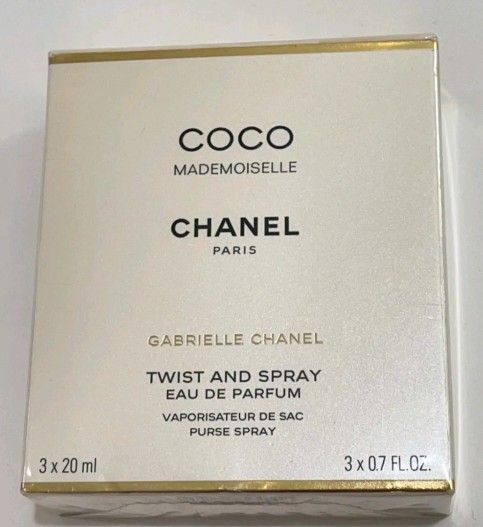 COCO
MADEMOISELLE
CHANEL
PARIS
GABRIELLE CHANEL
TWIST AND SPRAY
EAU DE PARFUM
VAPORISATEUR DE SAC
PURSE SPRAY
3 x 20 ml 3 x 0.7 FL.OZ.